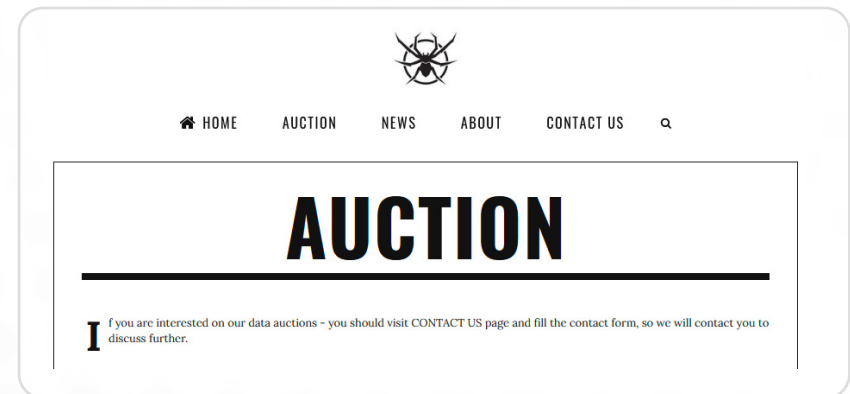 HOME AUCTION NEWS ABOUT CONTACT US
AUCTION
If you are interested on our data auctions - you should visit CONTACT US page and fill the contact form, so we will contact you to
discuss further.